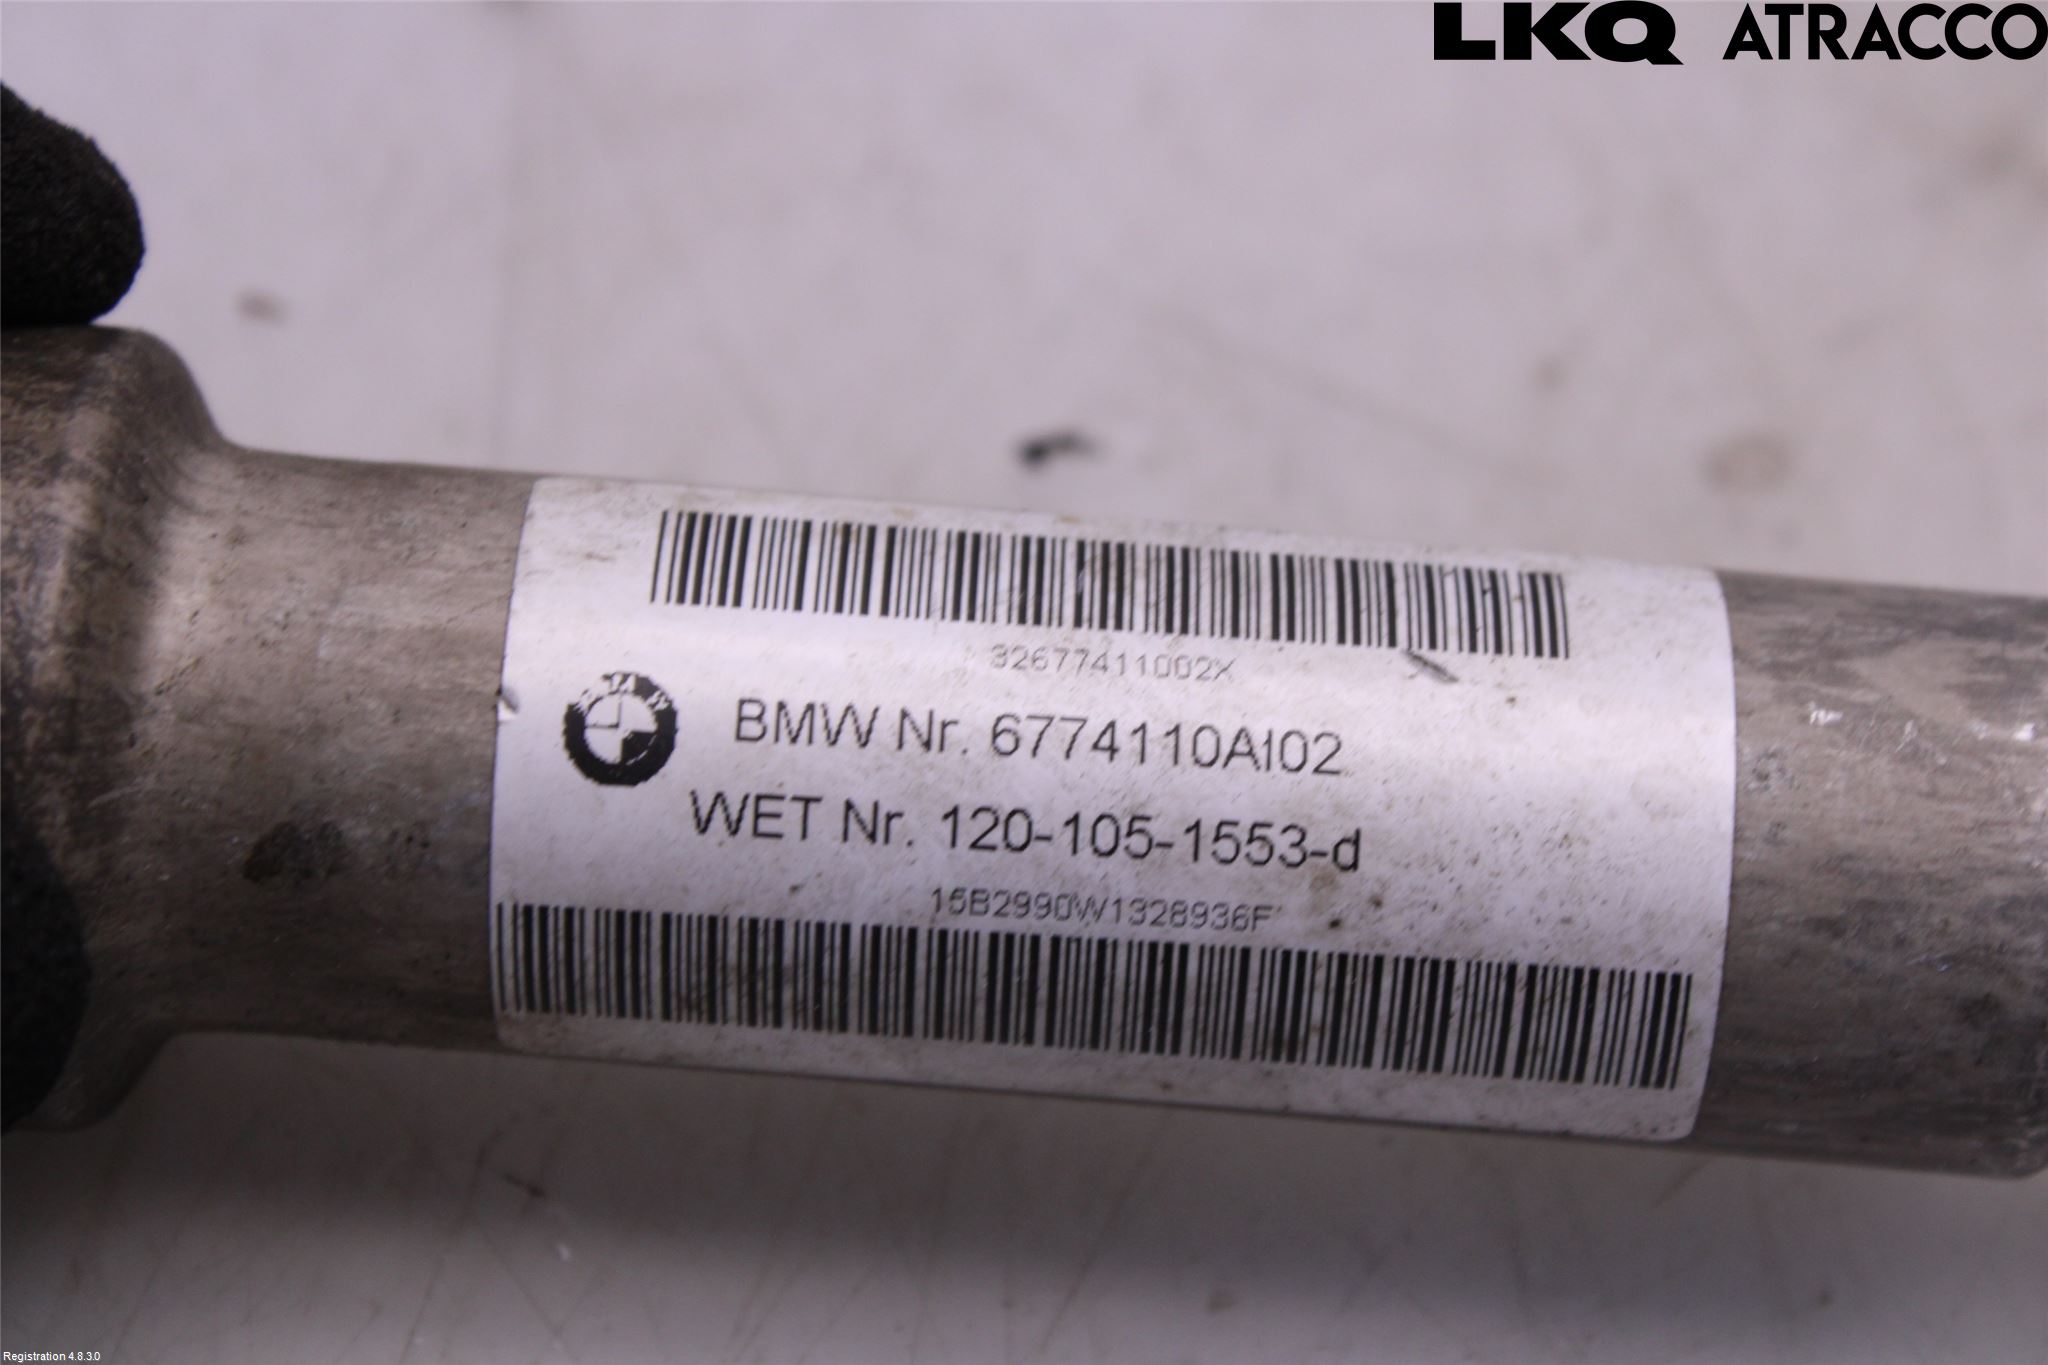 LKQ ATRACCO
32677411002X
BMW Nr. 6774110AI02
WET Nr. 120-105-1553-d
15B2990W1328936F
Registration 4.8.3.0